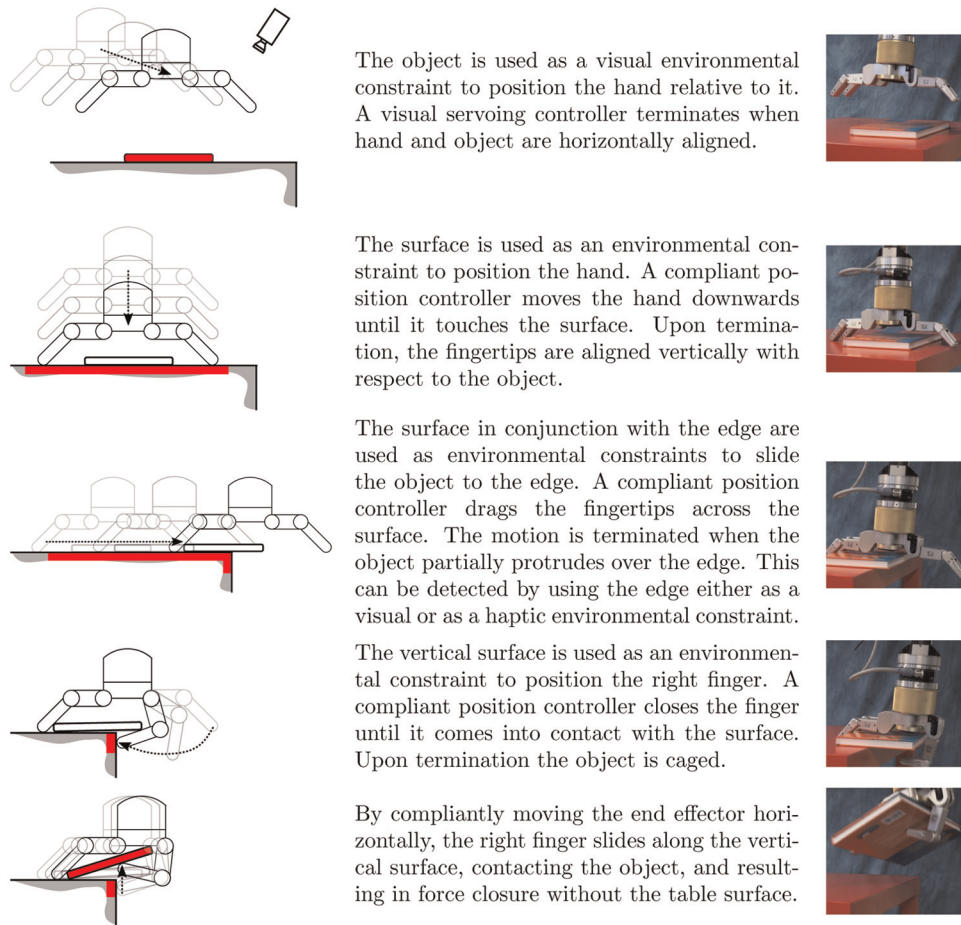 The object is used as a visual environmental
constraint to position the hand relative to it.
A visual servoing controller terminates when
hand and object are horizontally aligned.
The surface is used as an environmental con-
straint to position the hand. A compliant po-
sition controller moves the hand downwards
until it touches the surface. Upon termina-
tion, the fingertips are aligned vertically with
respect to the object.
The surface in conjunction with the edge are
used as environmental constraints to slide
the object to the edge. A compliant position
controller drags the fingertips across the
surface. The motion is terminated when the
object partially protrudes over the edge. This
can be detected by using the edge either as a
visual or as a haptic environmental constraint.
The vertical surface is used as an environmen-
tal constraint to position the right finger. A
compliant position controller closes the finger
until it comes into contact with the surface.
Upon termination the object is caged.
By compliantly moving the end effector hori-
zontally, the right finger slides along the verti-
cal surface, contacting the object, and result-
ing in force closure without the table surface.